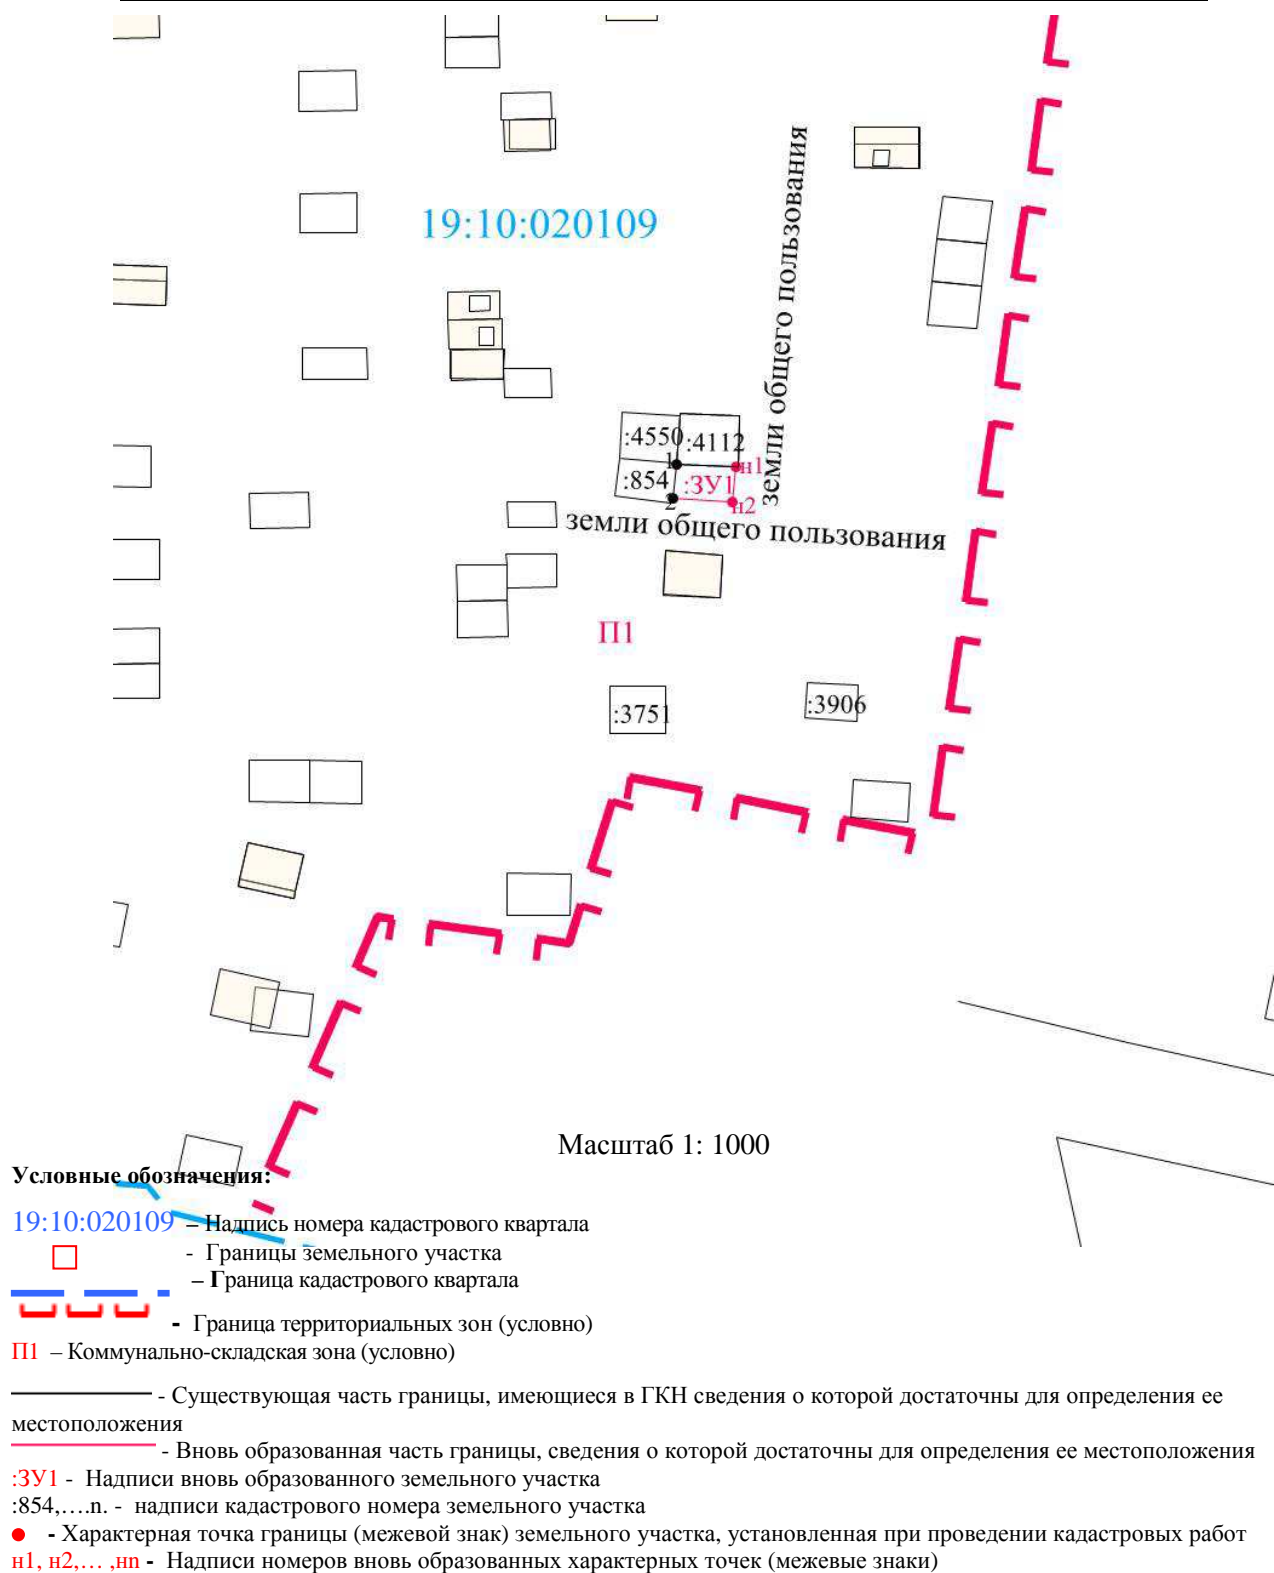 19:10:020109
земли общего пользования
:4550
:4112
1
н1
:854
:ЗУ1
2
н2
земли общего пользования
П1
:3751
:3906
Масштаб 1: 1000
Условные обозначения:
19:10:020109 – Надпись номера кадастрового квартала
- Границы земельного участка
– Граница кадастрового квартала
- Граница территориальных зон (условно)
П1 – Коммунально-складская зона (условно)
- Существующая часть границы, имеющиеся в ГКН сведения о которой достаточны для определения ее
местоположения
- Вновь образованная часть границы, сведения о которой достаточны для определения ее местоположения
:ЗУ1 - Надписи вновь образованного земельного участка
:854,….n. - надписи кадастрового номера земельного участка
- Характерная точка границы (межевой знак) земельного участка, установленная при проведении кадастровых работ
н1, н2,… ,нn - Надписи номеров вновь образованных характерных точек (межевые знаки)